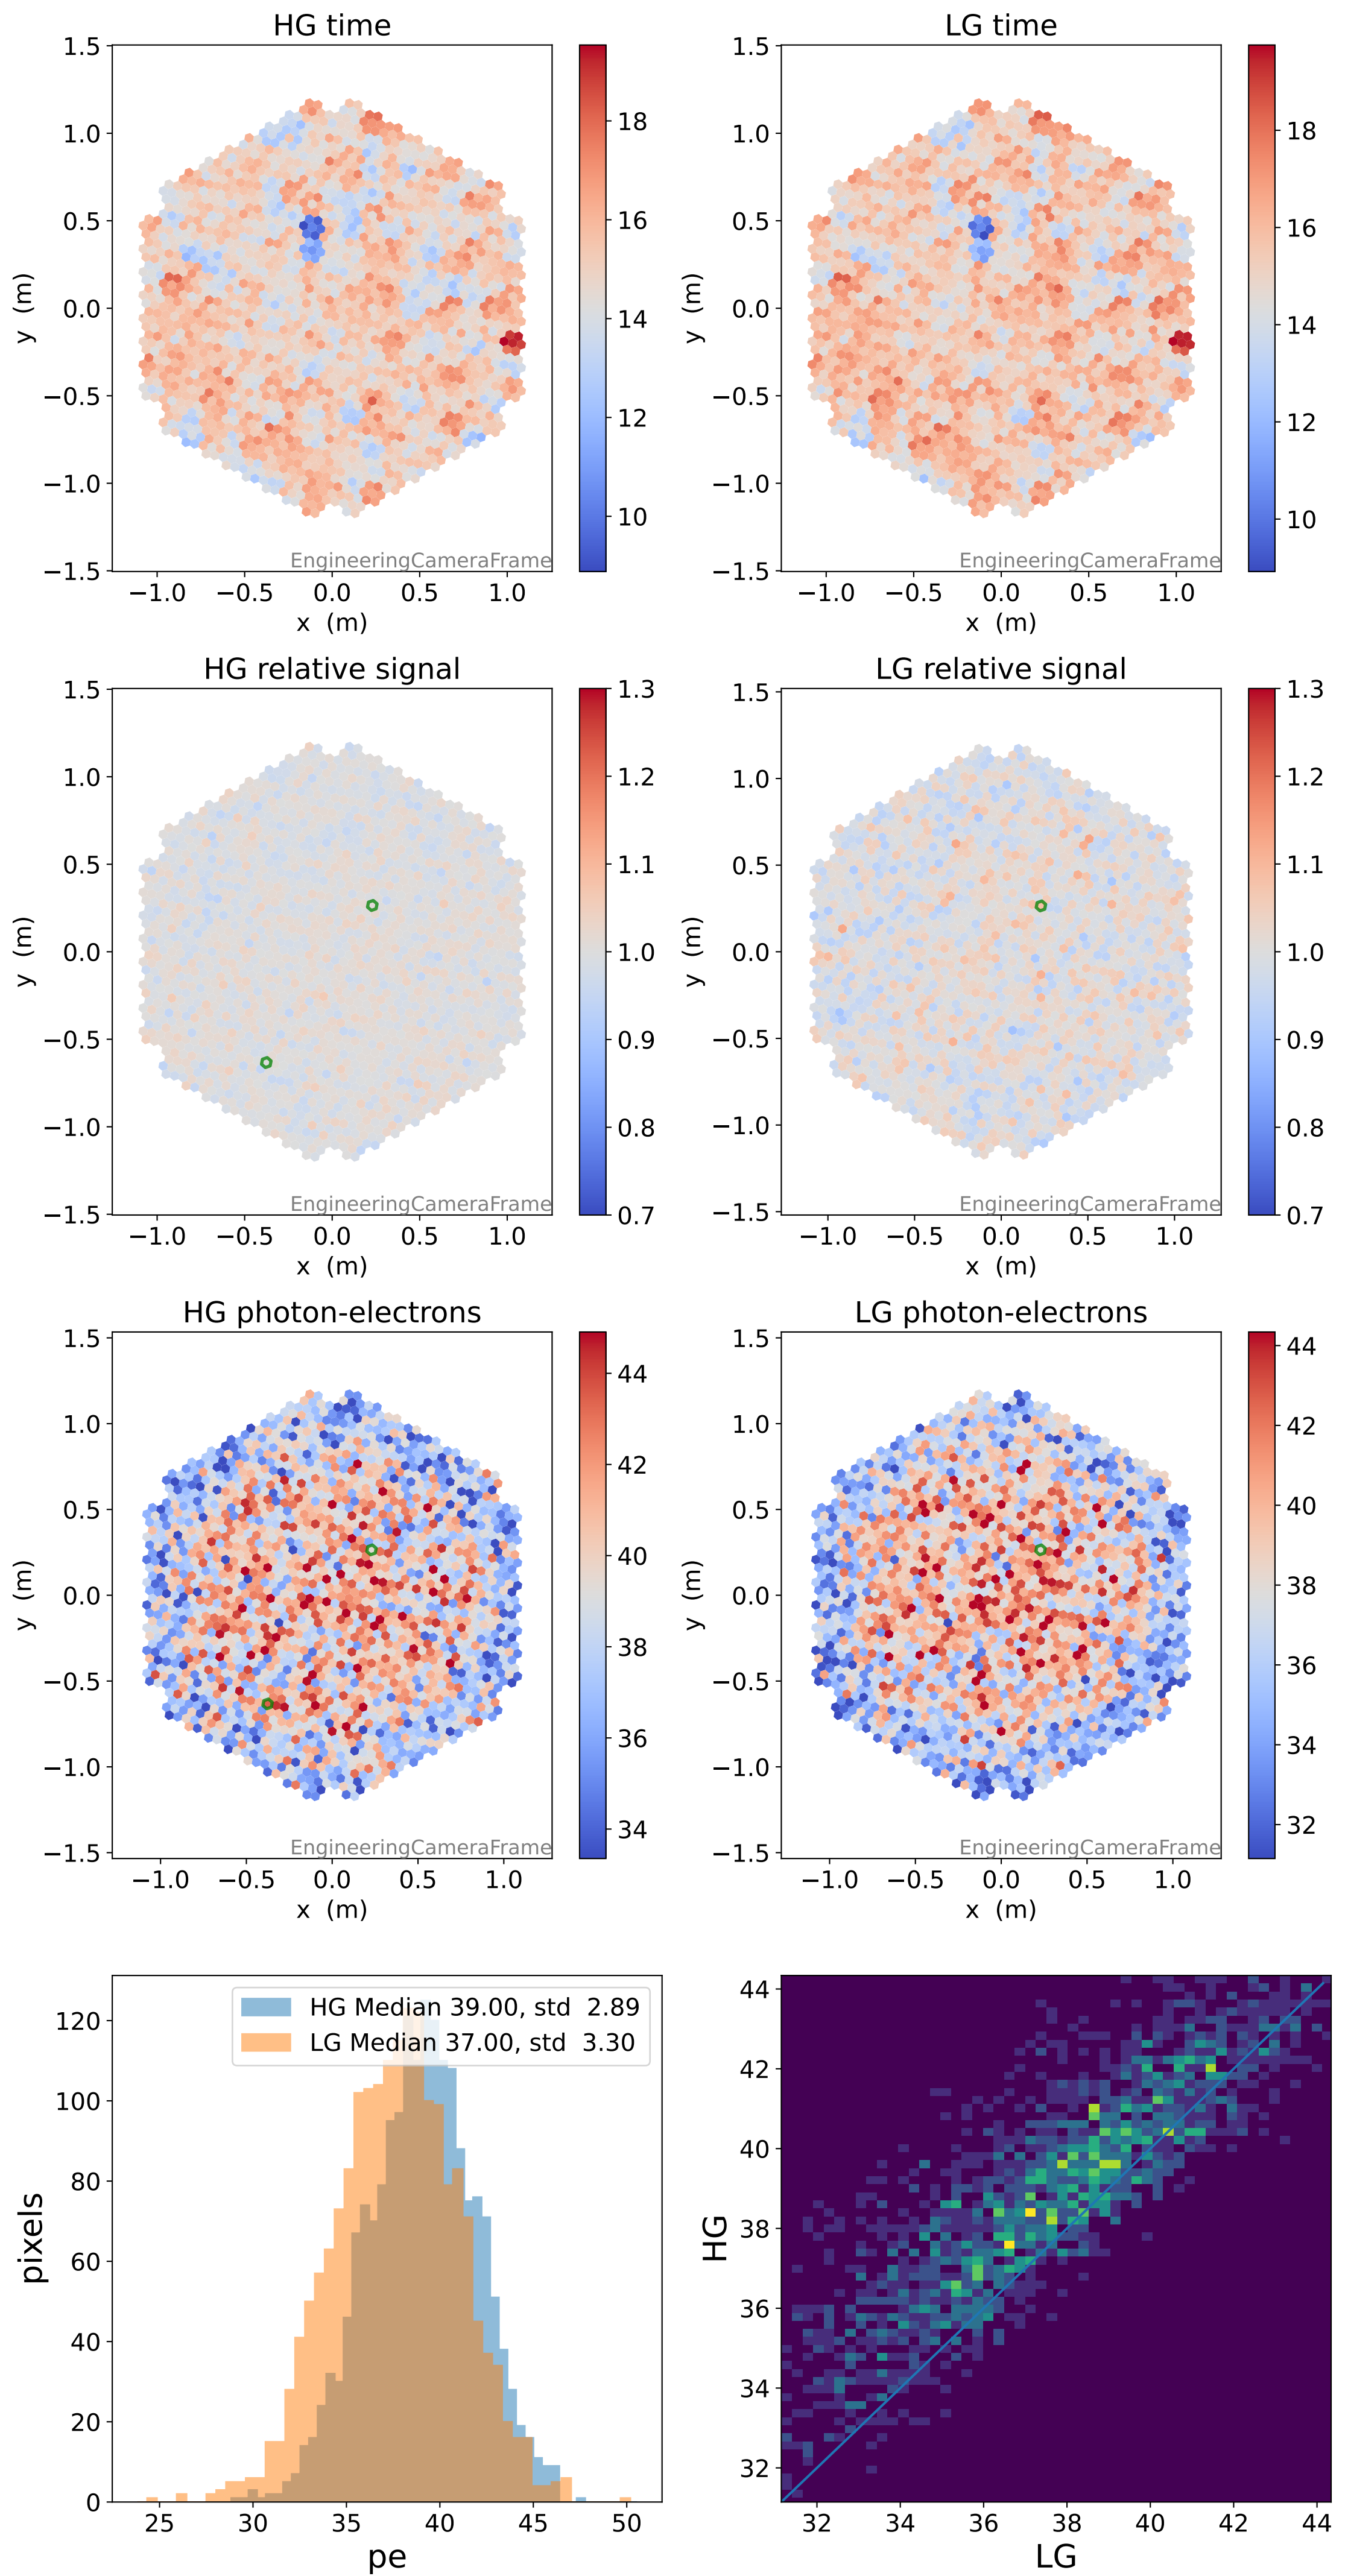 HG time
LG time
1.5
1.0
0.5
0.0
−0.5
−1.0
−1.5
y (m)
−1.0 −0.5 0.0 0.5 1.0
x (m)
EngineeringCameraFrame
18
16
14
12
10
1.5
1.0
0.5
0.0
−0.5
−1.0
−1.5
y (m)
−1.0 −0.5 0.0 0.5 1.0
x (m)
EngineeringCameraFrame
18
16
14
12
10
HG relative signal
LG relative signal
1.5
1.0
0.5
0.0
−0.5
−1.0
−1.5
y (m)
−1.0 −0.5 0.0 0.5 1.0
x (m)
EngineeringCameraFrame
1.3
1.2
1.1
1.0
0.9
0.8
0.7
1.5
1.0
0.5
0.0
−0.5
−1.0
−1.5
y (m)
−1.0 −0.5 0.0 0.5 1.0
x (m)
EngineeringCameraFrame
1.3
1.2
1.1
1.0
0.9
0.8
0.7
HG photon-electrons
LG photon-electrons
1.5
1.0
0.5
0.0
−0.5
−1.0
−1.5
y (m)
−1.0 −0.5 0.0 0.5 1.0
x (m)
EngineeringCameraFrame
44
42
40
38
36
34
1.5
1.0
0.5
0.0
−0.5
−1.0
−1.5
y (m)
−1.0 −0.5 0.0 0.5 1.0
x (m)
EngineeringCameraFrame
44
42
40
38
36
34
32
HG Median 39.00, std 2.89
LG Median 37.00, std 3.30
120
100
80
60
40
20
0
pixels
25 30 35 40 45 50
pe
44
42
40
38
36
34
32
HG
32 34 36 38 40 42 44
LG